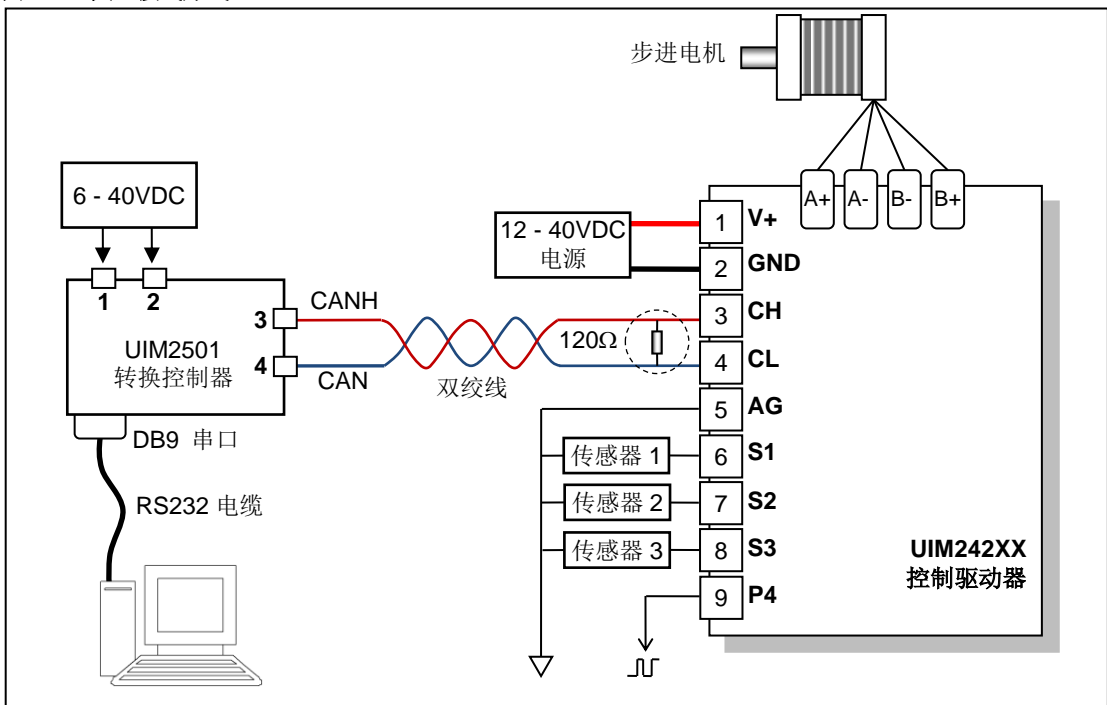 步进电机
6 - 40VDC
A+ A- B- B+
12 - 40VDC
电源
1 V+
2 GND
1 2
3 CANH
3 CH
UIM2501
转换控制器
120Ω
4 CAN
4 CL
双绞线
5 AG
DB9 串口
传感器 1
6 S1
RS232 电缆
传感器 2
7 S2
传感器 3
8 S3
UIM242XX
控制驱动器
9 P4